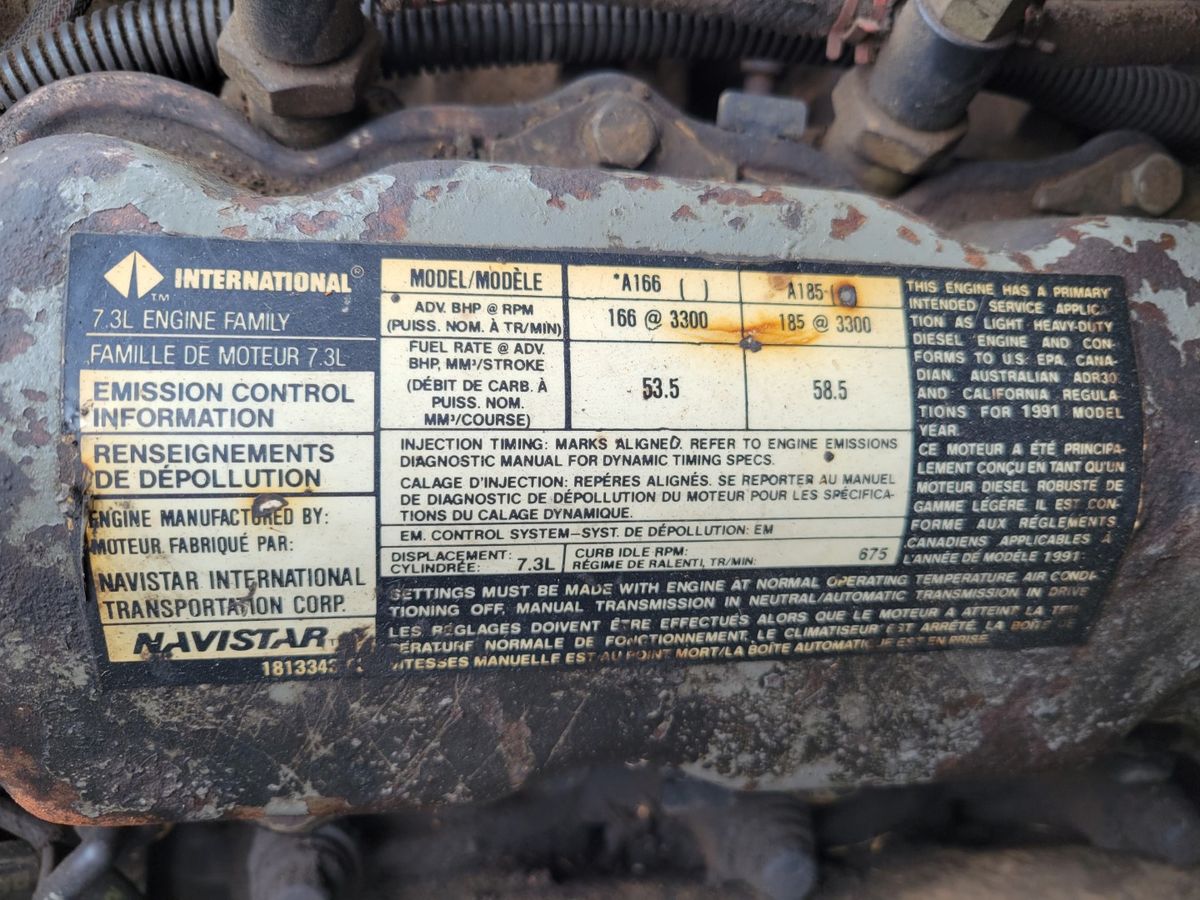 INTERNATIONAL®
TM
7.3L ENGINE FAMILY
FAMILLE DE MOTEUR 7.3L
EMISSION CONTROL
INFORMATION
RENSEIGNEMENTS
DE DÉPOLLUTION
ENGINE MANUFACTURED BY:
MOTEUR FABRIQUÉ PAR:
NAVISTAR INTERNATIONAL
TRANSPORTATION CORP.
NAVISTAR
1813343
MODEL/MODÈLE
*A166 ( )
A185-(
ADV. BHP @ RPM
(PUISS. NOM. À TR/MIN)
166 @ 3300
185 @ 3300
FUEL RATE @ ADV.
BHP, MM³/STROKE
(DÉBIT DE CARB. À
PUISS. NOM.
MM³/COURSE)
53.5
58.5
INJECTION TIMING: MARKS ALIGNED. REFER TO ENGINE EMISSIONS
DIAGNOSTIC MANUAL FOR DYNAMIC TIMING SPECS.
CALAGE D'INJECTION: REPÉRES ALIGNÉS. SE REPORTER AU MANUEL
DE DIAGNOSTIC DE DÉPOLLUTION DU MOTEUR POUR LES SPÉCIFICA-
TIONS DU CALAGE DYNAMIQUE.
EM. CONTROL SYSTEM–SYST. DE DÉPOLLUTION: EM
DISPLACEMENT:
CYLINDRÉE: 7.3L
CURB IDLE RPM:
RÉGIME DE RALENTI, TR/MIN: 675
THIS ENGINE HAS A PRIMARY
INTENDED SERVICE APPLICA-
TION AS LIGHT HEAVY-DUTY
DIESEL ENGINE AND CON-
FORMS TO U.S. EPA, CANA-
DIAN AUSTRALIAN ADR30
AND CALIFORNIA REGULA-
TIONS FOR 1991 MODEL
YEAR.
CE MOTEUR A ÉTÉ PRINCIPA-
LEMENT CONÇU EN TANT QU'UN
MOTEUR DIESEL ROBUSTE DE
GAMME LÉGÈRE. IL EST CON-
FORME AUX RÉGLEMENTS
CANADIENS APPLICABLES À
L'ANNÉE DE MODÈLE 1991.
SETTINGS MUST BE MADE WITH ENGINE AT NORMAL OPERATING TEMPERATURE, AIR CONDI-
TIONING OFF. MANUAL TRANSMISSION IN NEUTRAL/AUTOMATIC TRANSMISSION IN DRIVE
LES RÉGLAGES DOIVENT ÊTRE EFFECTUÉS ALORS QUE LE MOTEUR A ATTEINT LA TEM
ÉRATURE NORMALE DE FONCTIONNEMENT, LE CLIMATISEUR EST ARRÊTÉ, LA BOÎTE DE
VITESSES MANUELLE EST AU POINT MORT/LA BOÎTE AUTOMATIQUE EST EN PRISE.